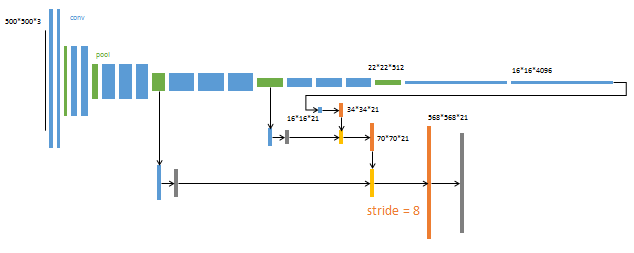 500*500*3
conv
pool
22*22*512
16*16*4096
34*34*21
16*16*21
70*70*21
568*568*21
stride = 8